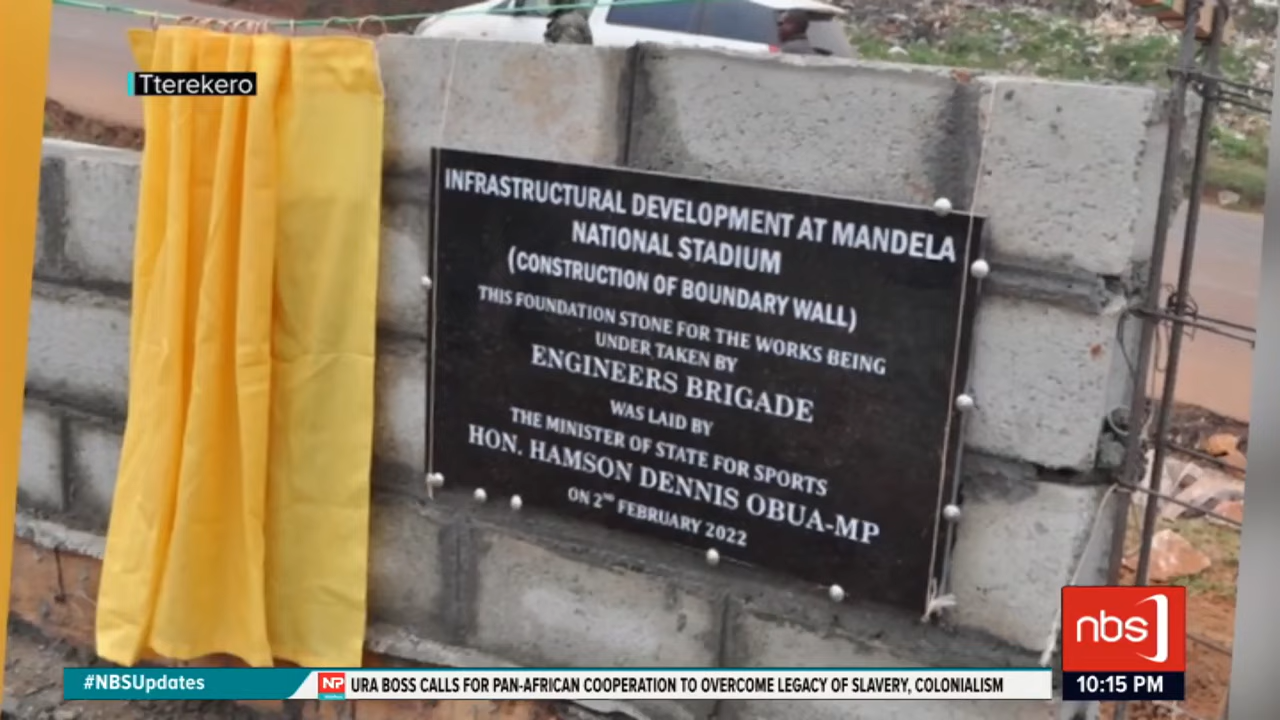 Tterekero
INFRASTRUCTURAL DEVELOPMENT AT MANDELA
NATIONAL STADIUM
(CONSTRUCTION OF BOUNDARY WALL)
THIS FOUNDATION STONE FOR THE WORKS BEING
UNDER TAKEN BY
ENGINEERS BRIGADE
WAS LAID BY
THE MINISTER OF STATE FOR SPORTS
HON. HAMSON DENNIS OBUA-MP
ON 2ND FEBRUARY 2022
nbs
#NBSUpdates
NP URA BOSS CALLS FOR PAN-AFRICAN COOPERATION TO OVERCOME LEGACY OF SLAVERY, COLONIALISM
10:15 PM